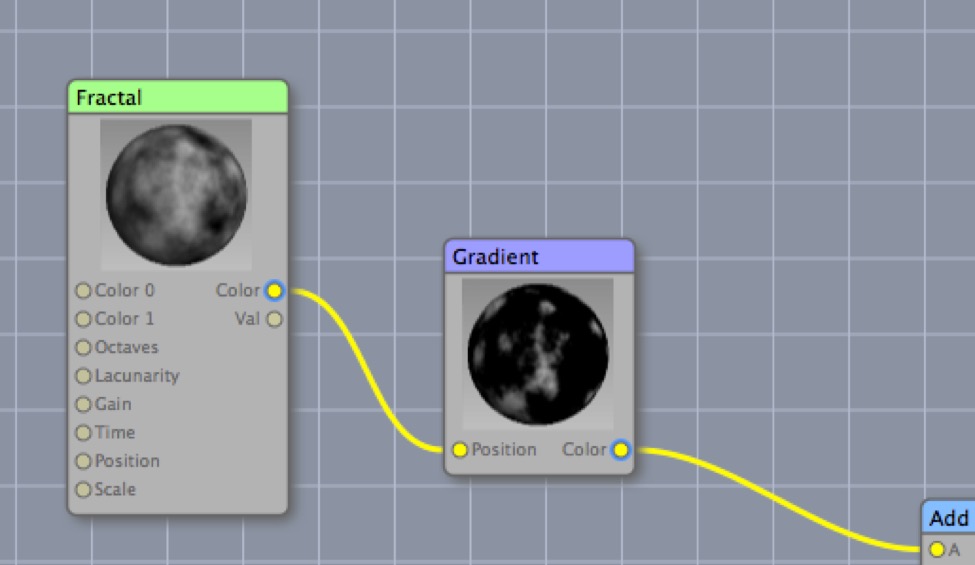 Fractal
Color 0 Color
Color 1 Val
Octaves
Lacunarity
Gain
Time
Position
Scale
Gradient
Position Color
Add
A